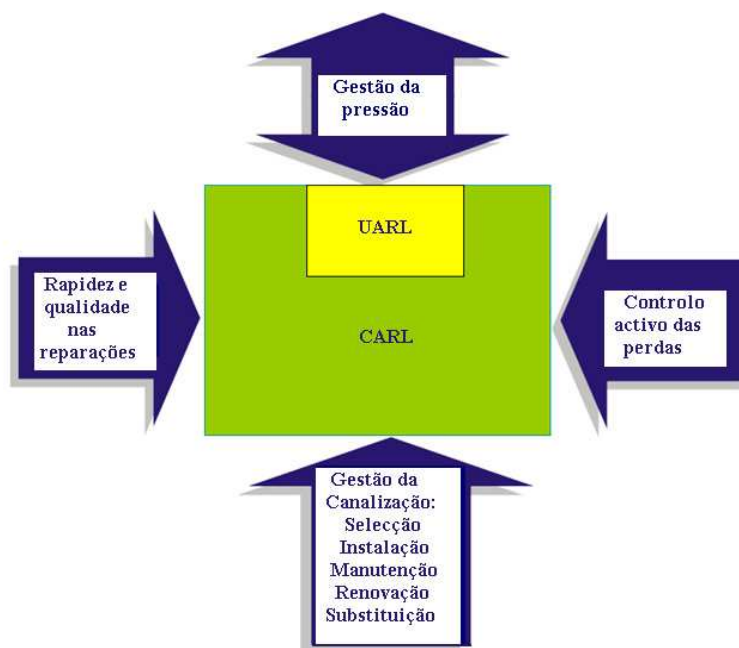 Gestão da
pressão
UARL
Rapidez e
qualidade
nas
reparações
CARL
Controlo
activo das
perdas
Gestão da
Canalização:
Selecção
Instalação
Manutenção
Renovação
Substituição